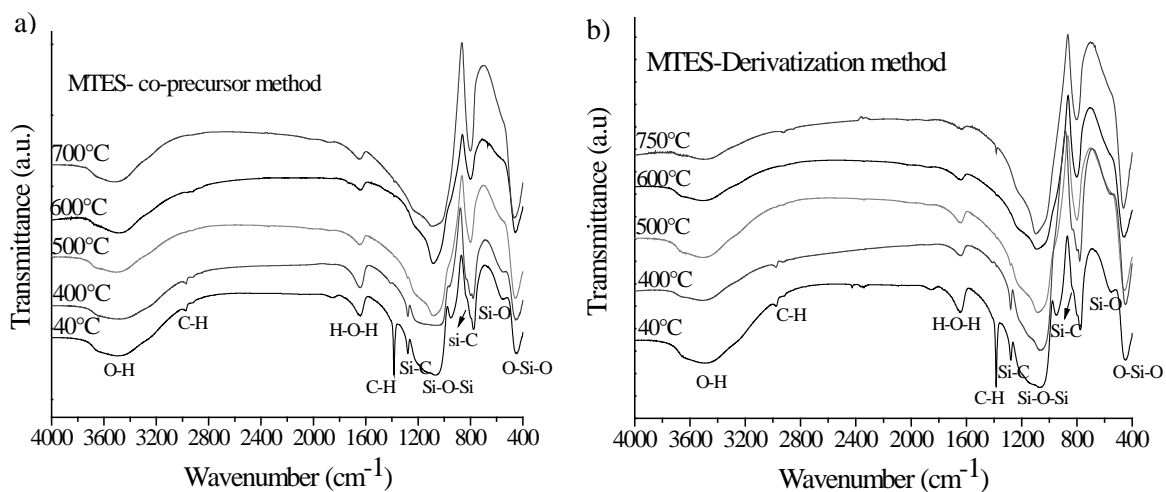 a)
MTES- co-precursor method
Transmittance (a.u.)
700°C
600°C
500°C
400°C
40°C
O-H
C-H
H-O-H
C-H
Si-C
Si-O-Si
si-C
Si-O
O-Si-O
4000 3600 3200 2800 2400 2000 1600 1200 800 400
Wavenumber (cm-1)
b)
MTES-Derivatization method
Tramsmittance (a.u)
750°C
600°C
500°C
400°C
40°C
O-H
C-H
H-O-H
C-H
Si-C
Si-O-Si
Si-C
Si-O
O-Si-O
4000 3600 3200 2800 2400 2000 1600 1200 800 400
Wavenumber (cm-1)